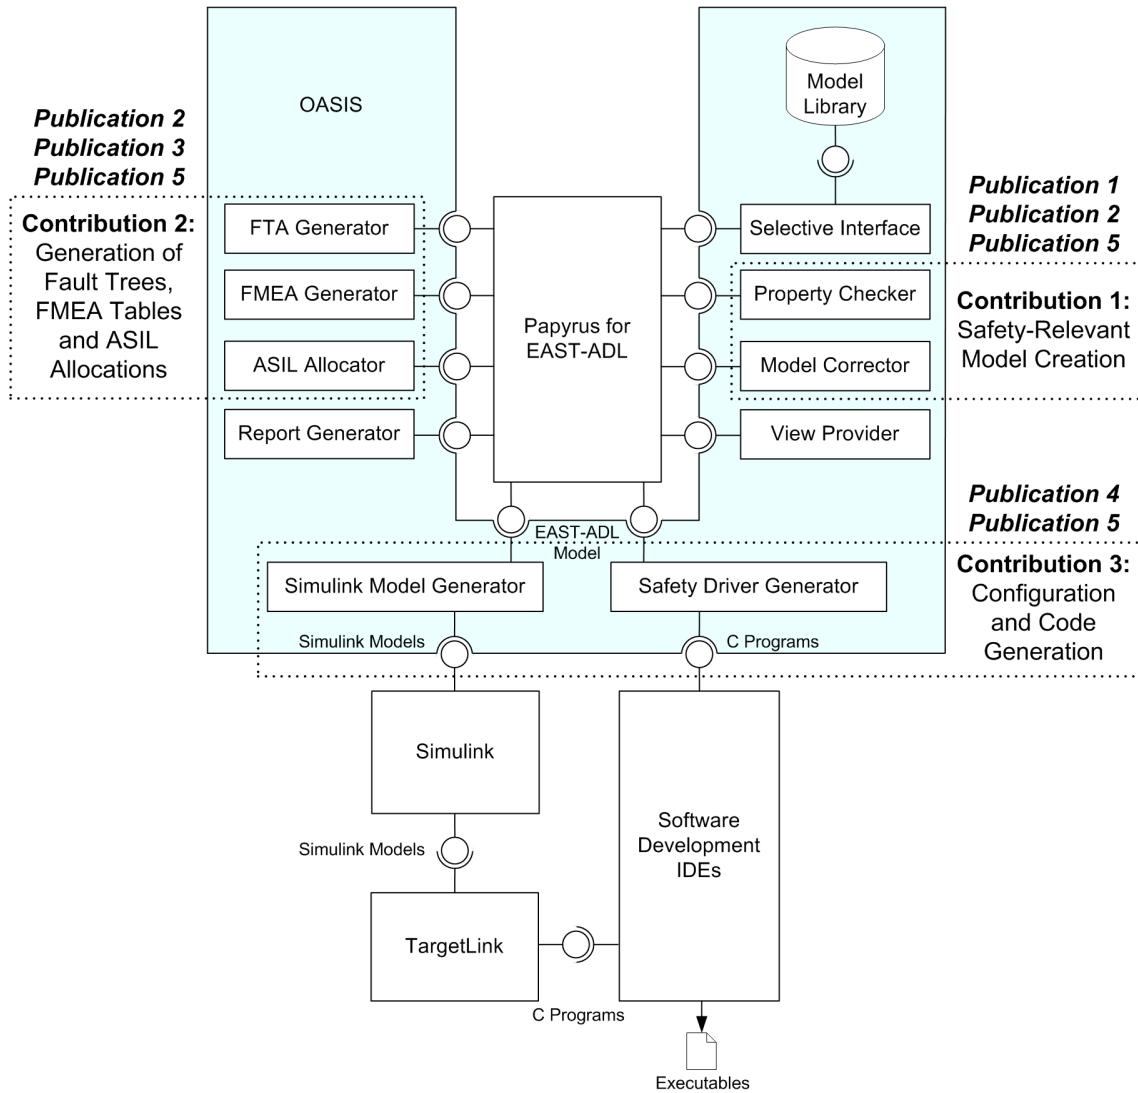 OASIS
Model
Library
Publication 2
Publication 3
Publication 5
Publication 1
Publication 2
Publication 5
Contribution 2:
Generation of
Fault Trees,
FMEA Tables
and ASIL
Allocations
FTA Generator
FMEA Generator
ASIL Allocator
Report Generator
Papyrus for
EAST-ADL
Selective Interface
Property Checker
Model Corrector
View Provider
Contribution 1:
Safety-Relevant
Model Creation
Publication 4
Publication 5
EAST-ADL
Model
Simulink Model Generator
Safety Driver Generator
Contribution 3:
Configuration
and Code
Generation
Simulink Models
C Programs
Simulink
Simulink Models
Software
Development
IDEs
TargetLink
C Programs
Executables